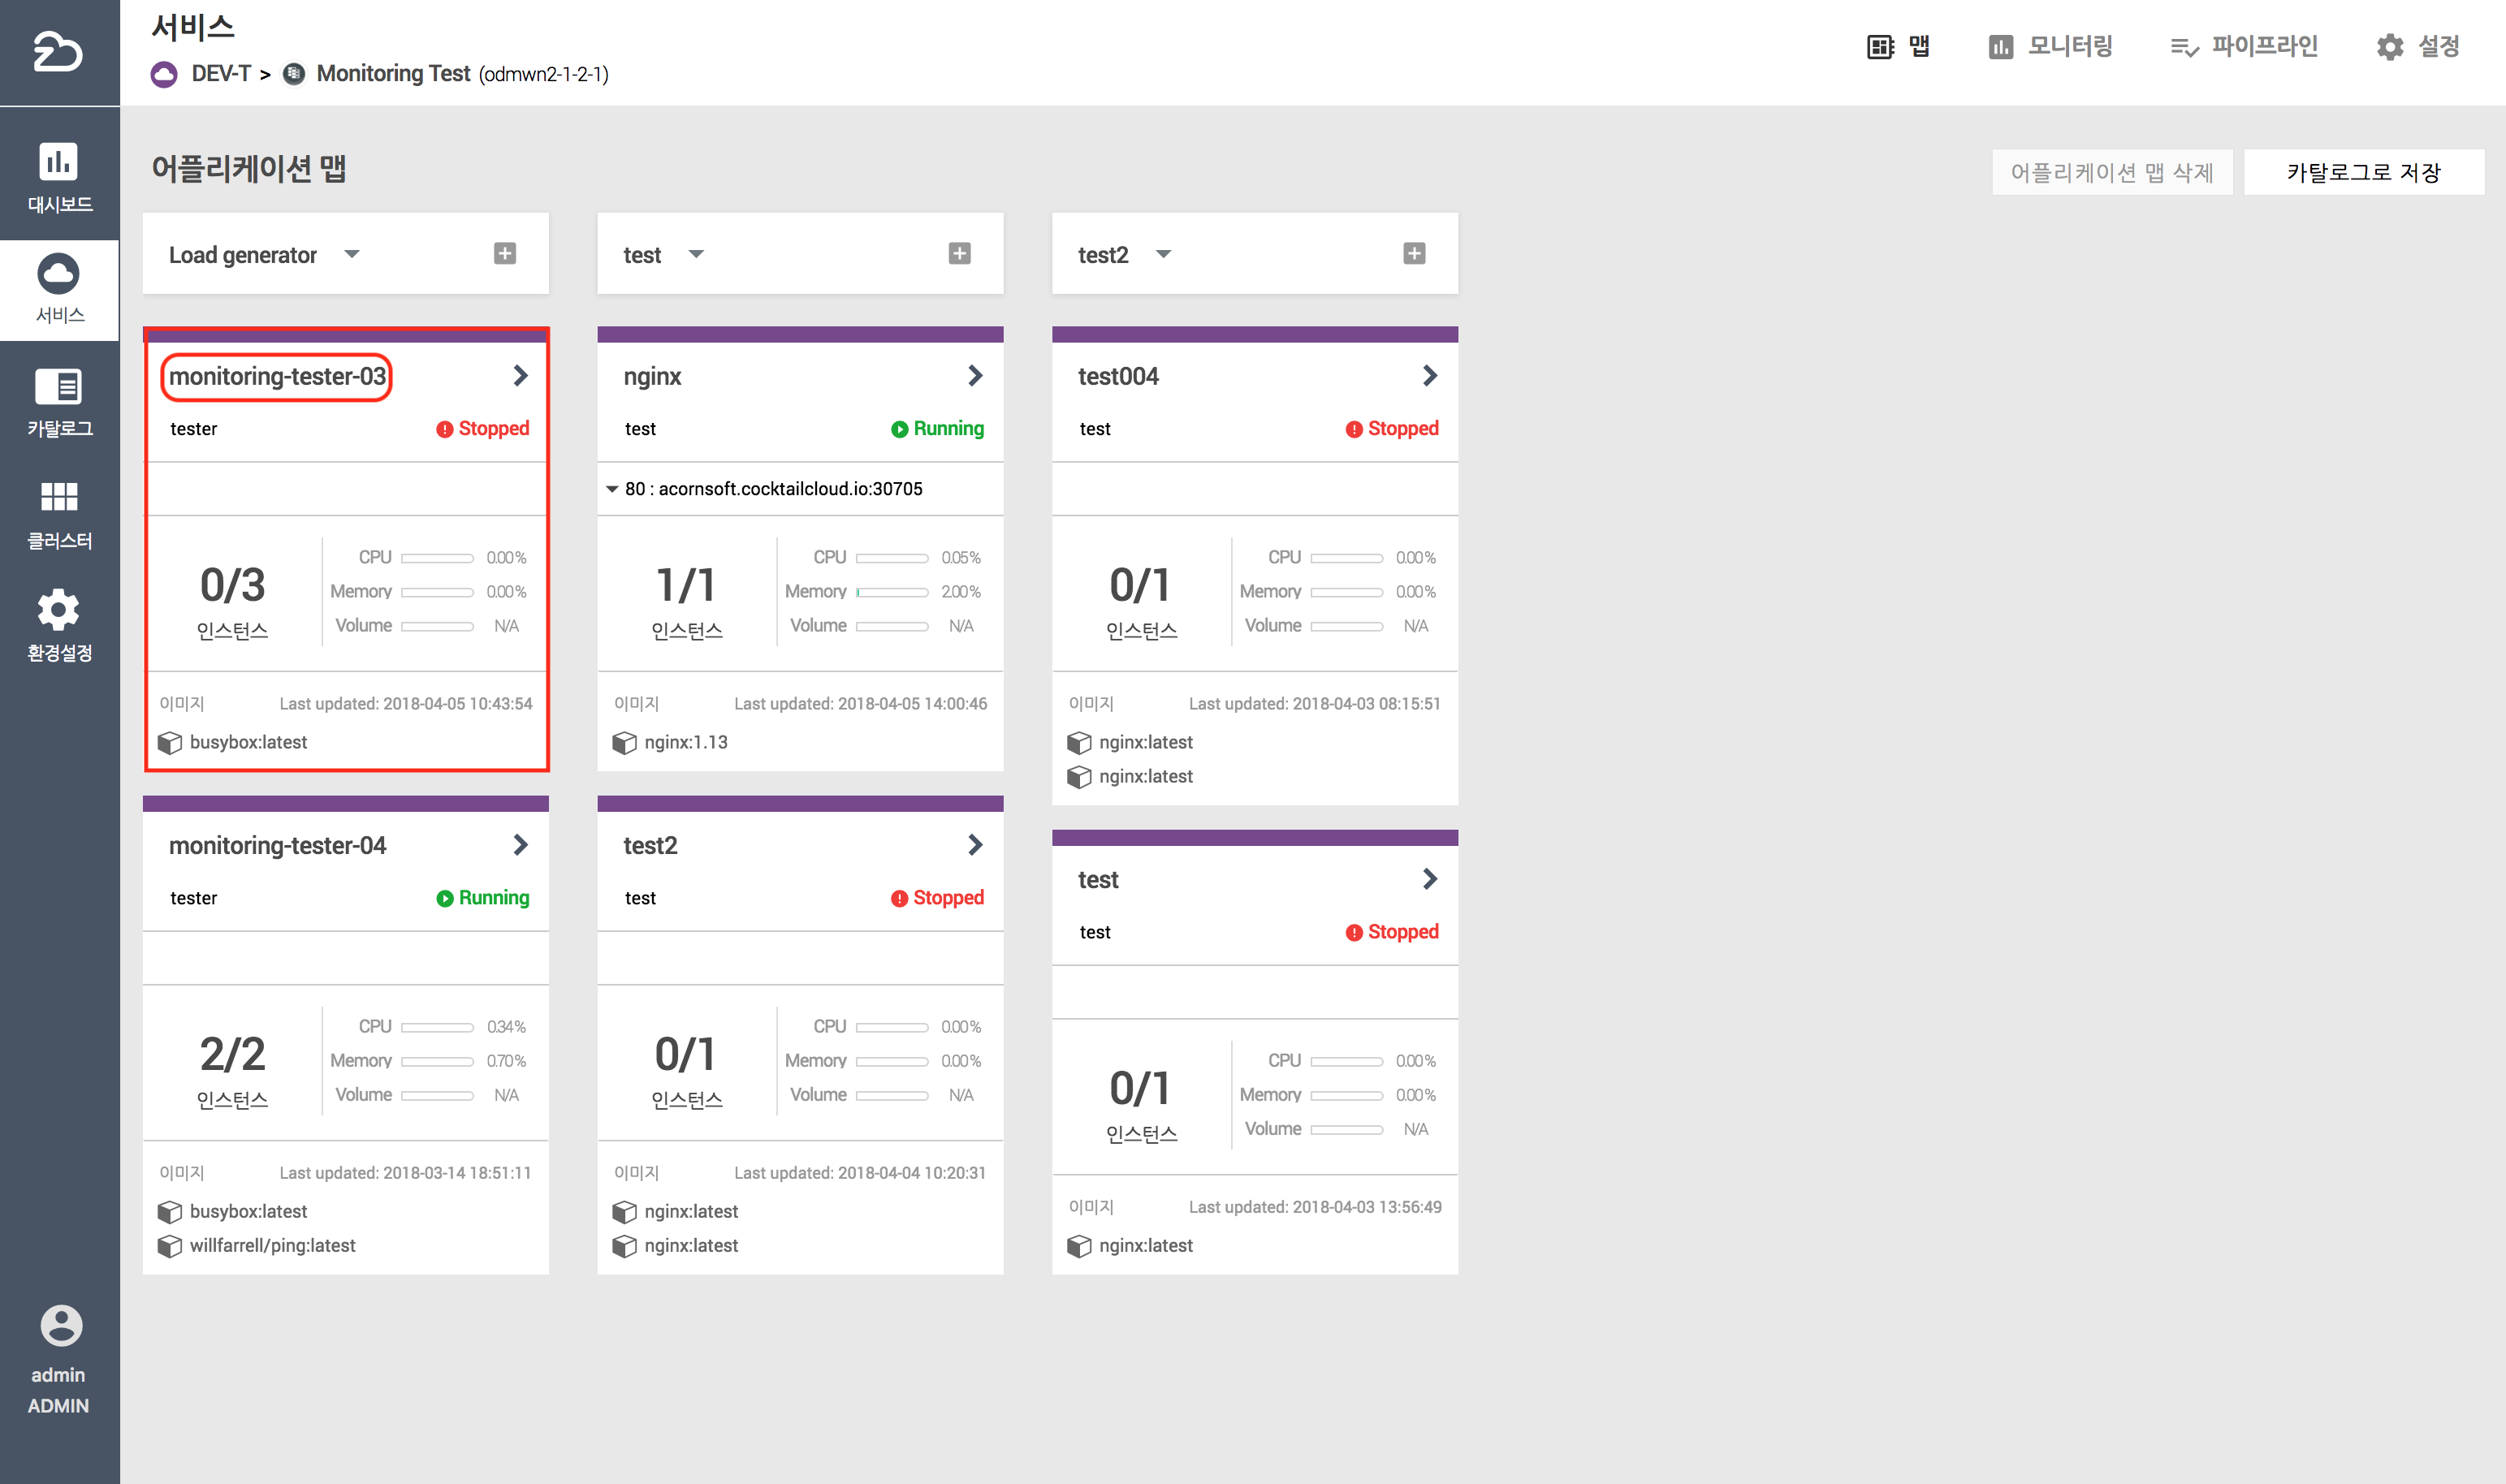 서비스
DEV-T > Monitoring Test (odmwn2-1-2-1)
맵
모니터링
파이프라인
설정
대시보드
서비스
카탈로그
클러스터
환경설정
admin
ADMIN
어플리케이션 맵
어플리케이션 맵 삭제
카탈로그로 저장
Load generator
monitoring-tester-03
tester
Stopped
0/3
인스턴스
CPU 0.00%
Memory 0.00%
Volume N/A
이미지 Last updated: 2018-04-05 10:43:54
busybox:latest
monitoring-tester-04
tester
Running
2/2
인스턴스
CPU 0.34%
Memory 0.70%
Volume N/A
이미지 Last updated: 2018-03-14 18:51:11
busybox:latest
willfarrell/ping:latest
test
nginx
test
Running
80 : acornsoft.cocktailcloud.io:30705
1/1
인스턴스
CPU 0.05%
Memory 2.00%
Volume N/A
이미지 Last updated: 2018-04-05 14:00:46
nginx:1.13
test2
test
Stopped
0/1
인스턴스
CPU 0.00%
Memory 0.00%
Volume N/A
이미지 Last updated: 2018-04-04 10:20:31
nginx:latest
nginx:latest
test2
test004
test
Stopped
0/1
인스턴스
CPU 0.00%
Memory 0.00%
Volume N/A
이미지 Last updated: 2018-04-03 08:15:51
nginx:latest
nginx:latest
test
test
Stopped
0/1
인스턴스
CPU 0.00%
Memory 0.00%
Volume N/A
이미지 Last updated: 2018-04-03 13:56:49
nginx:latest